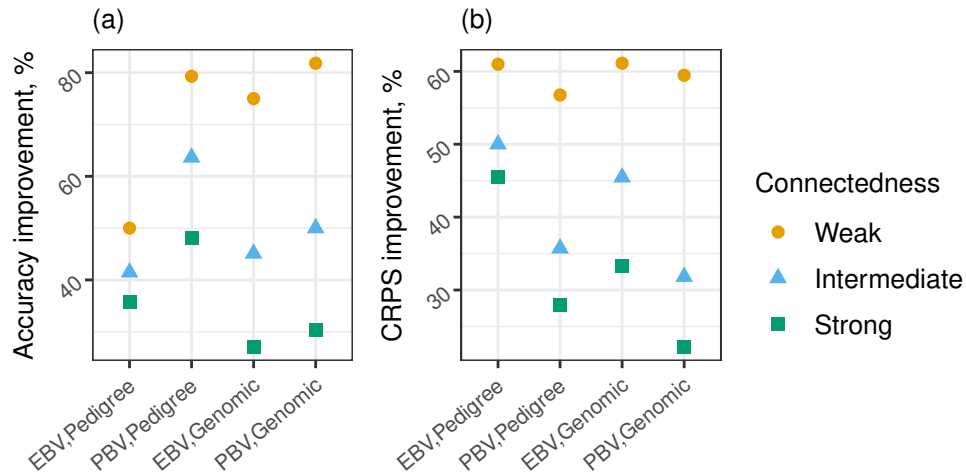 (a)
Accuracy improvement, %
80
60
40
EBV,Pedigree
PBV,Pedigree
EBV,Genomic
PBV,Genomic
(b)
CRPS improvement, %
60
50
40
30
EBV,Pedigree
PBV,Pedigree
EBV,Genomic
PBV,Genomic
Connectedness
Weak
Intermediate
Strong